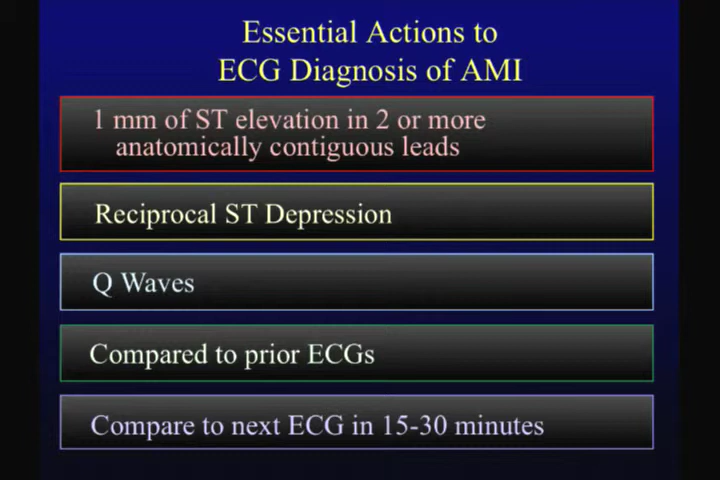 Essential Actions to
ECG Diagnosis of AMI
1 mm of ST elevation in 2 or more
anatomically contiguous leads
Reciprocal ST Depression
Q Waves
Compared to prior ECGs
Compare to next ECG in 15-30 minutes